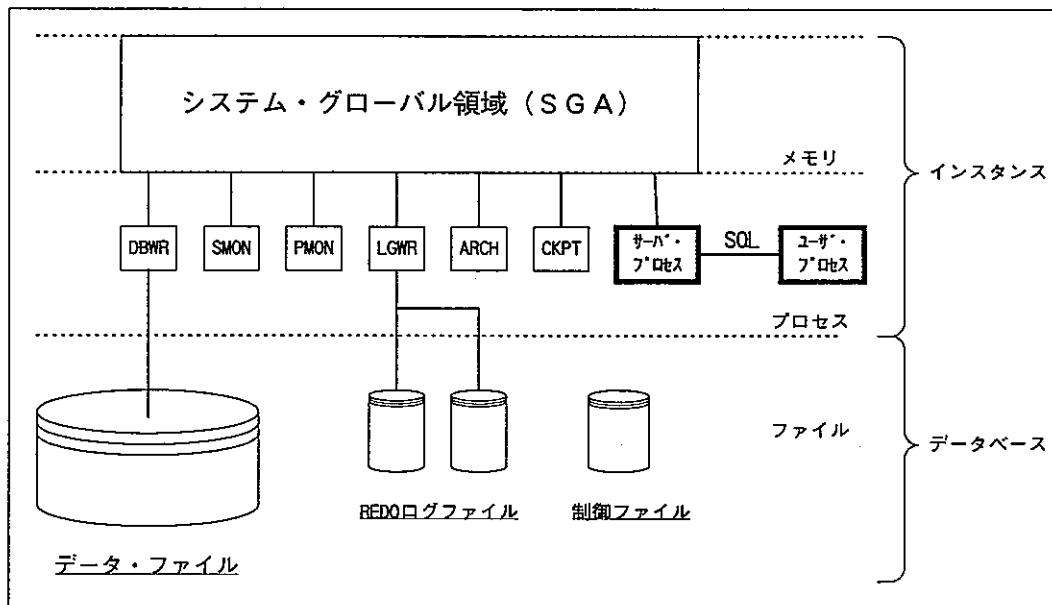 システム・グローバル領域（ＳＧＡ）
メモリ
インスタンス
DBWR
SMON
PMON
LGWR
ARCH
CKPT
ｻｰﾊﾞ・
ﾌﾟﾛｾｽ
SQL
ﾕｰｻﾞ・
ﾌﾟﾛｾｽ
プロセス
ファイル
データベース
REDOログファイル
制御ファイル
データ・ファイル